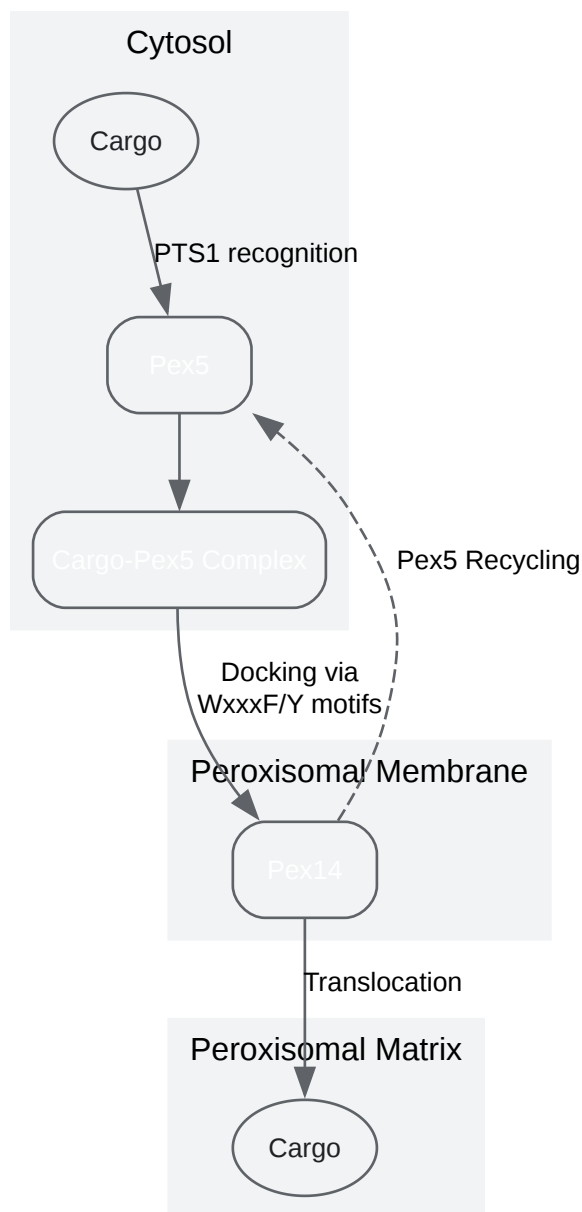 Cytosol
Cargo
PTS1 recognition
Pex5
Cargo-Pex5 Complex
Pex5 Recycling
Docking via
WxxxF/Y motifs
Peroxisomal Membrane
Pex14
Translocation
Peroxisomal Matrix
Cargo